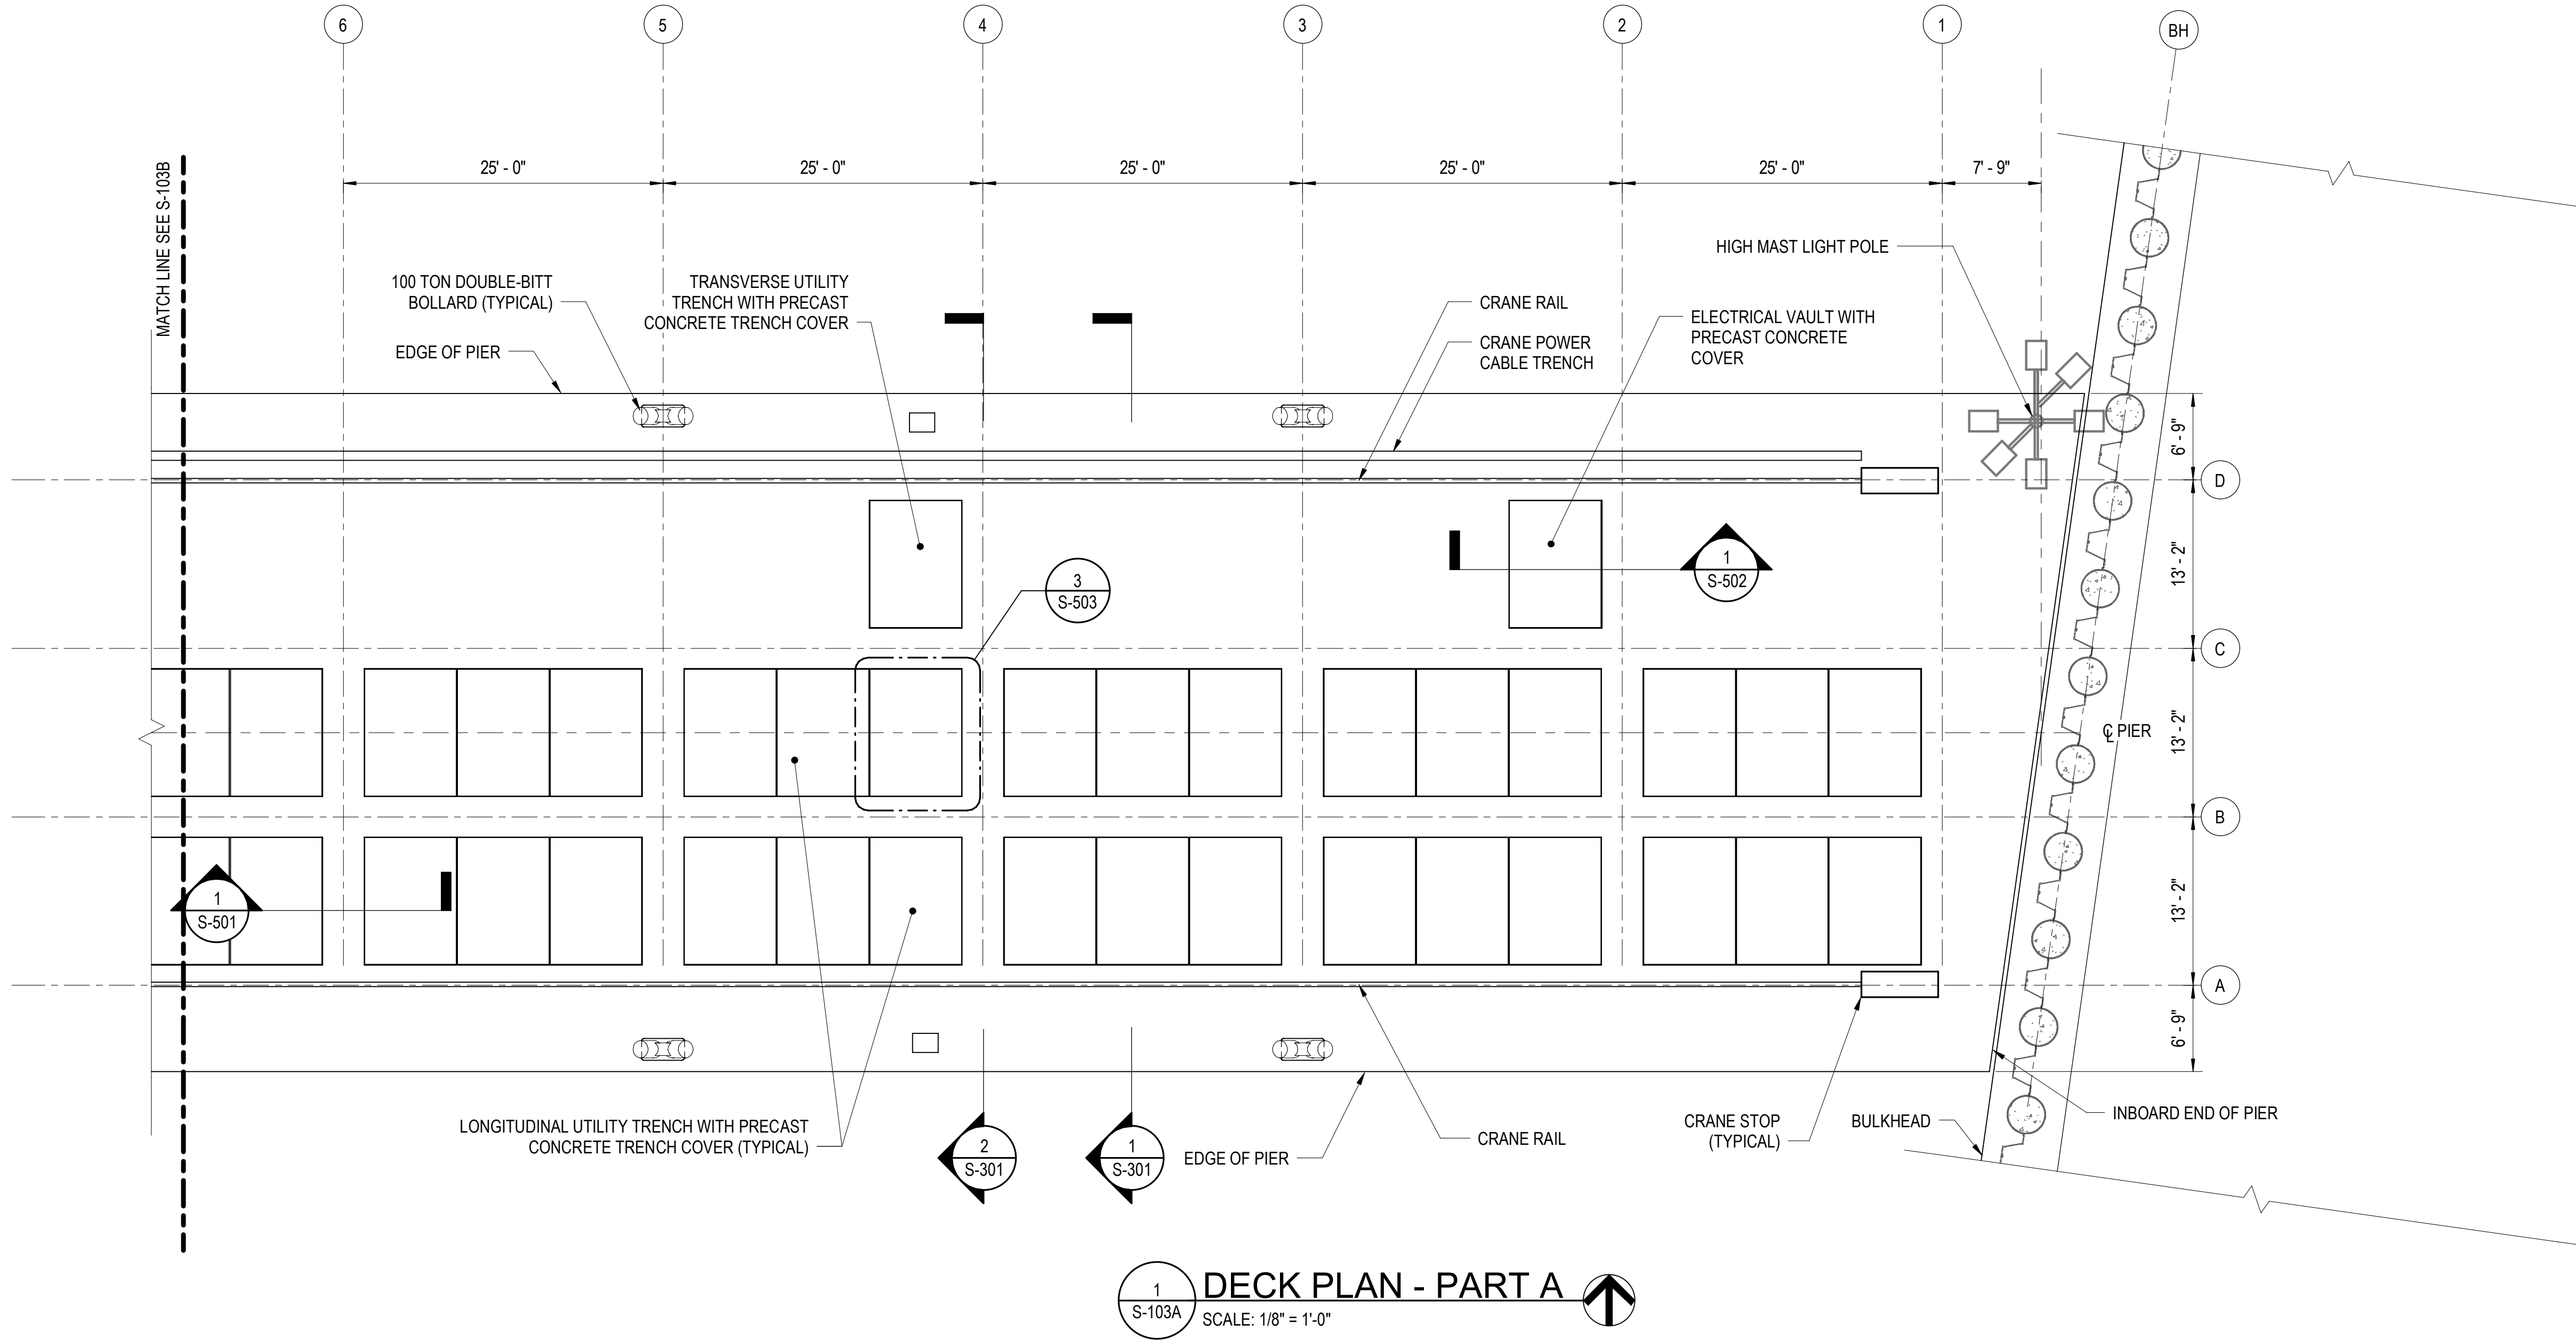 6
5
4
3
2
1
BH
25' - 0"
25' - 0"
25' - 0"
25' - 0"
25' - 0"
7' - 9"
MATCH LINE SEE S-103B
HIGH MAST LIGHT POLE
100 TON DOUBLE-BITT
BOLLARD (TYPICAL)
TRANSVERSE UTILITY
TRENCH WITH PRECAST
CONCRETE TRENCH COVER
EDGE OF PIER
CRANE RAIL
CRANE POWER
CABLE TRENCH
ELECTRICAL VAULT WITH
PRECAST CONCRETE
COVER
6' - 9"
D
13' - 2"
1
S-502
3
S-503
C
13' - 2"
℄ PIER
B
13' - 2"
1
S-501
A
6' - 9"
LONGITUDINAL UTILITY TRENCH WITH PRECAST
CONCRETE TRENCH COVER (TYPICAL)
2
S-301
1
S-301
EDGE OF PIER
CRANE RAIL
CRANE STOP
(TYPICAL)
BULKHEAD
INBOARD END OF PIER
1
S-103A
DECK PLAN - PART A
SCALE: 1/8" = 1'-0"